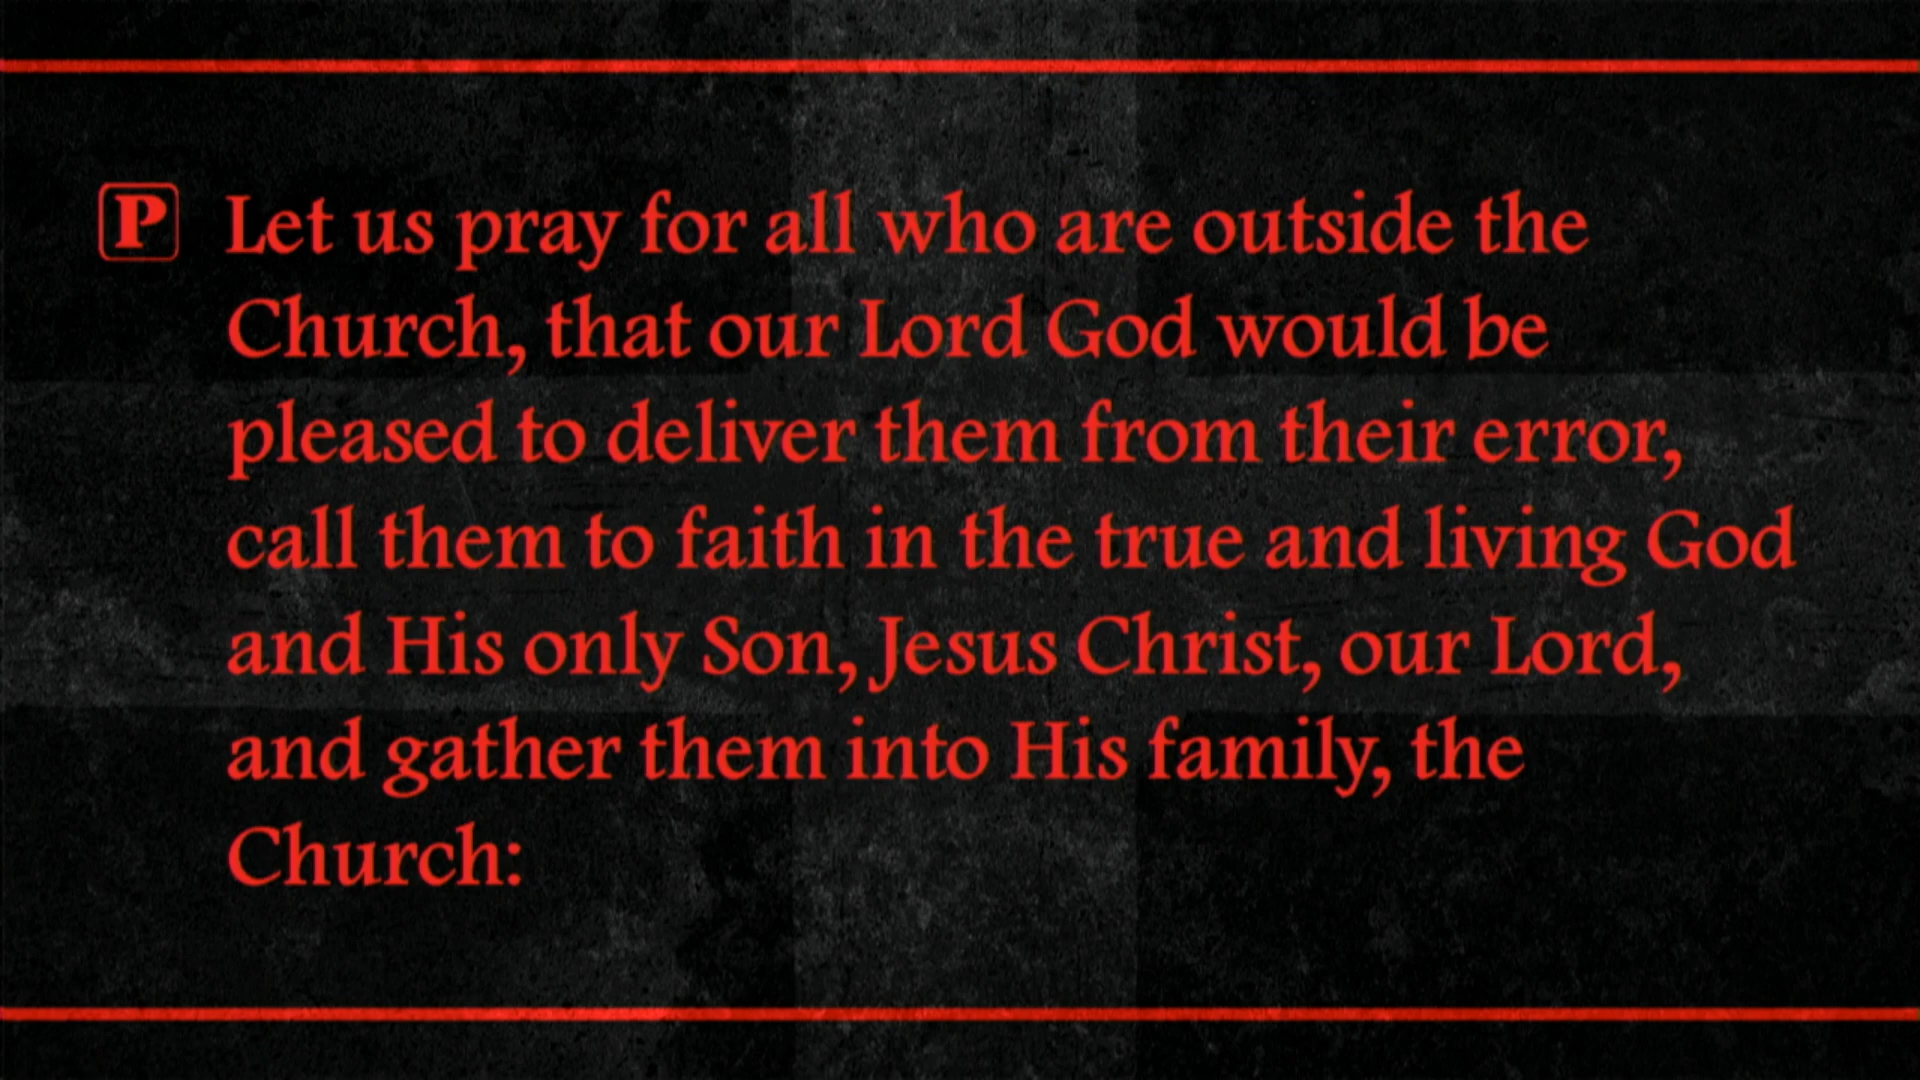 P Let us pray for all who are outside the
Church, that our Lord God would be
pleased to deliver them from their error,
call them to faith in the true and living God
and His only Son, Jesus Christ, our Lord,
and gather them into His family, the
Church: